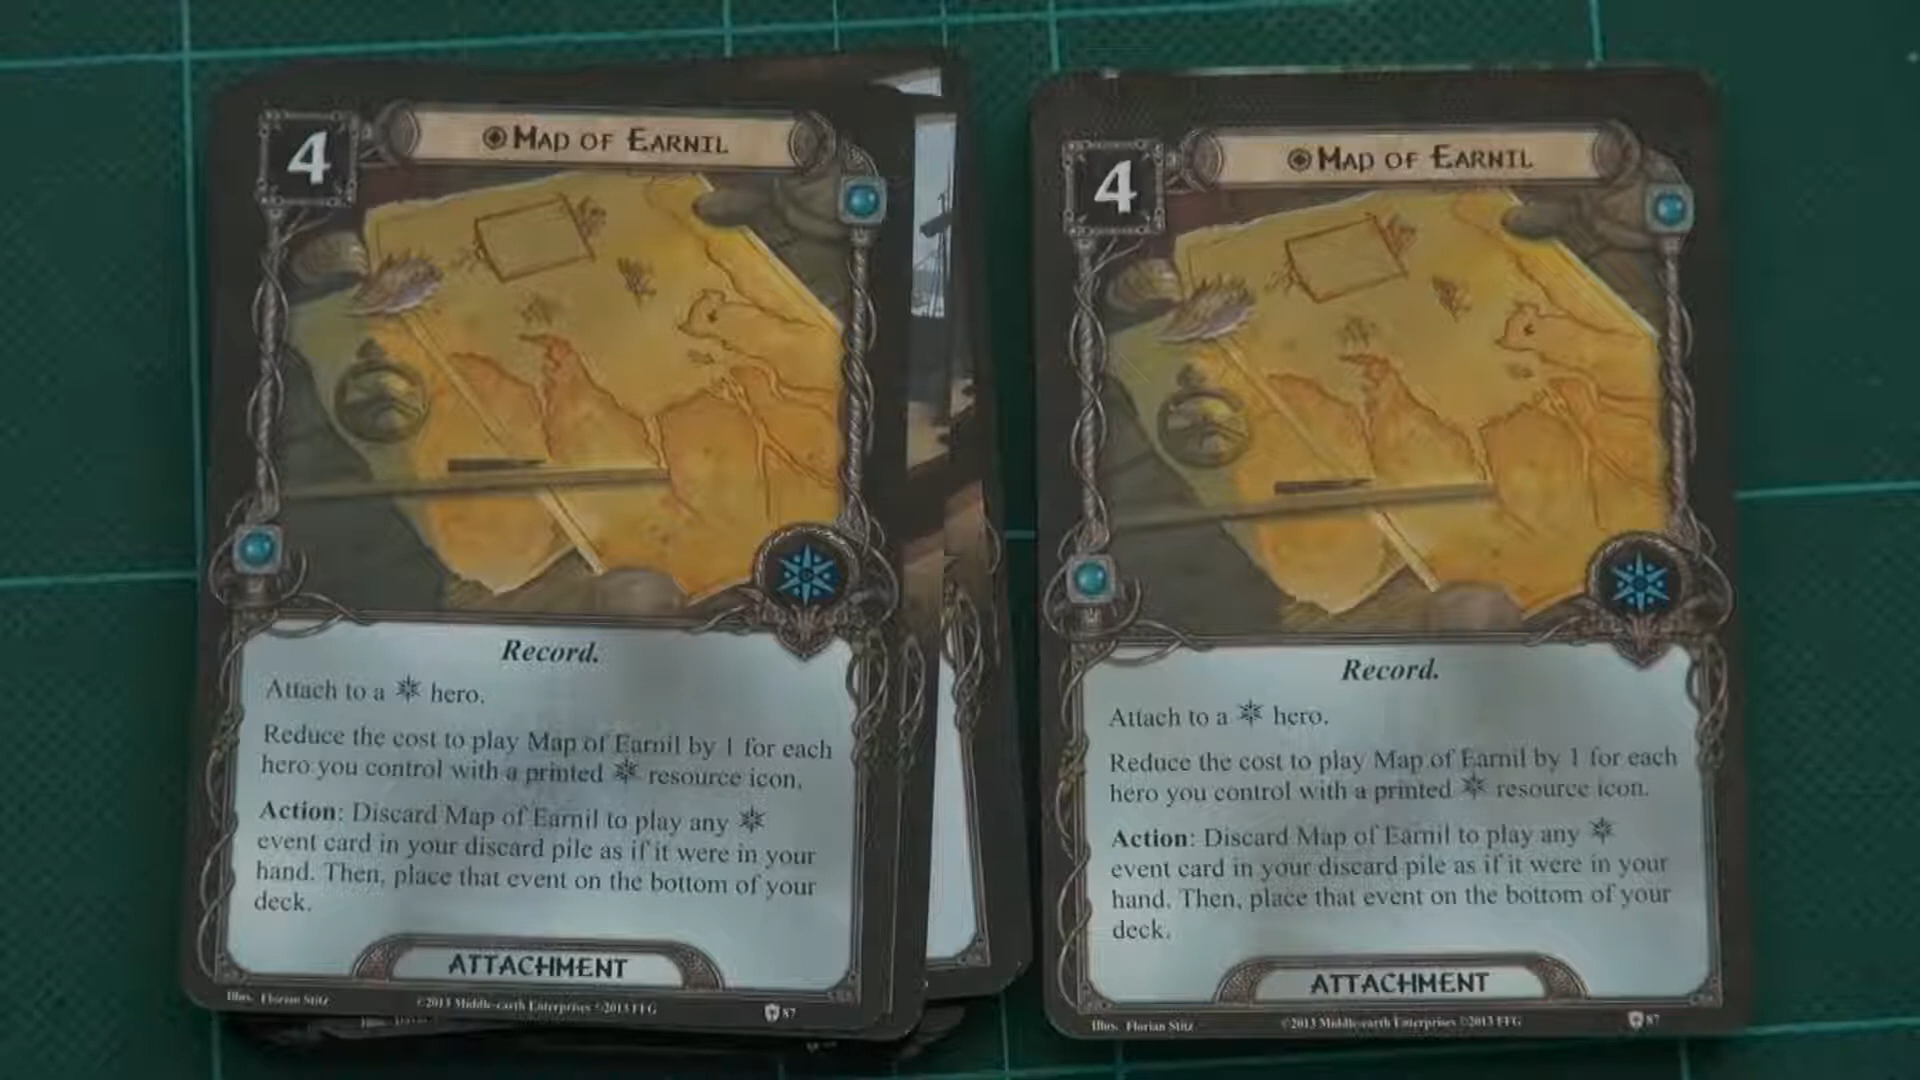 4
Map of Earnil
Record.
Attach to a hero.
Reduce the cost to play Map of Earnil by 1 for each
hero you control with a printed resource icon.
Action: Discard Map of Earnil to play any
event card in your discard pile as if it were in your
hand. Then, place that event on the bottom of your
deck.
ATTACHMENT
Illus. Florian Stitz
©2013 Middle-earth Enterprises ©2013 FFG
87
4
Map of Earnil
Record.
Attach to a hero.
Reduce the cost to play Map of Earnil by 1 for each
hero you control with a printed resource icon.
Action: Discard Map of Earnil to play any
event card in your discard pile as if it were in your
hand. Then, place that event on the bottom of your
deck.
ATTACHMENT
Illus. Florian Stitz
©2013 Middle-earth Enterprises ©2013 FFG
87